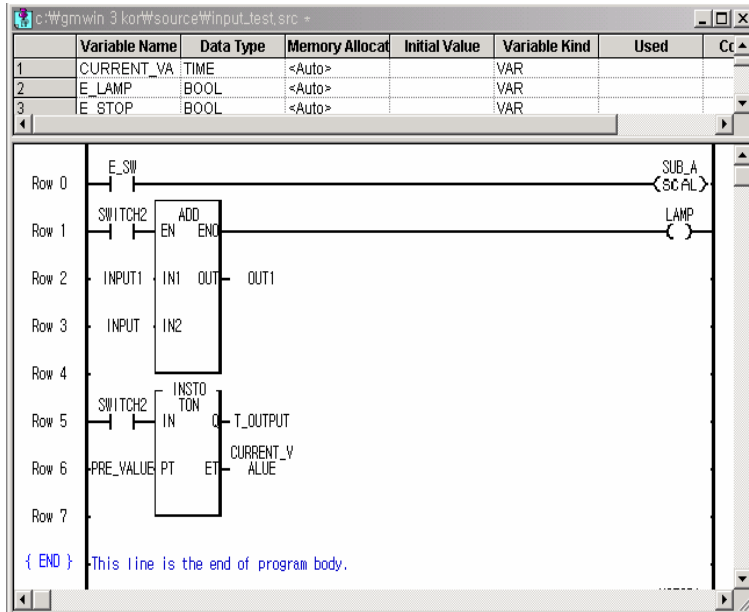 c:₩gmwin 3 kor₩source₩input_test.src *
Variable Name Data Type Memory Allocat Initial Value Variable Kind Used
1 CURRENT_VA TIME <Auto> VAR
2 E_LAMP BOOL <Auto> VAR
3 E_STOP BOOL <Auto> VAR
E_SW SUB_A
Row 0 (SCAL)
SWITCH2 ADD LAMP
Row 1 EN ENO ( )
Row 2 INPUT1 IN1 OUT OUT1
Row 3 INPUT IN2
Row 4
INSTO
SWITCH2 TON
Row 5 IN Q T_OUTPUT
CURRENT_V
Row 6 PRE_VALUE PT ET ALUE
Row 7
{ END } This line is the end of program body.